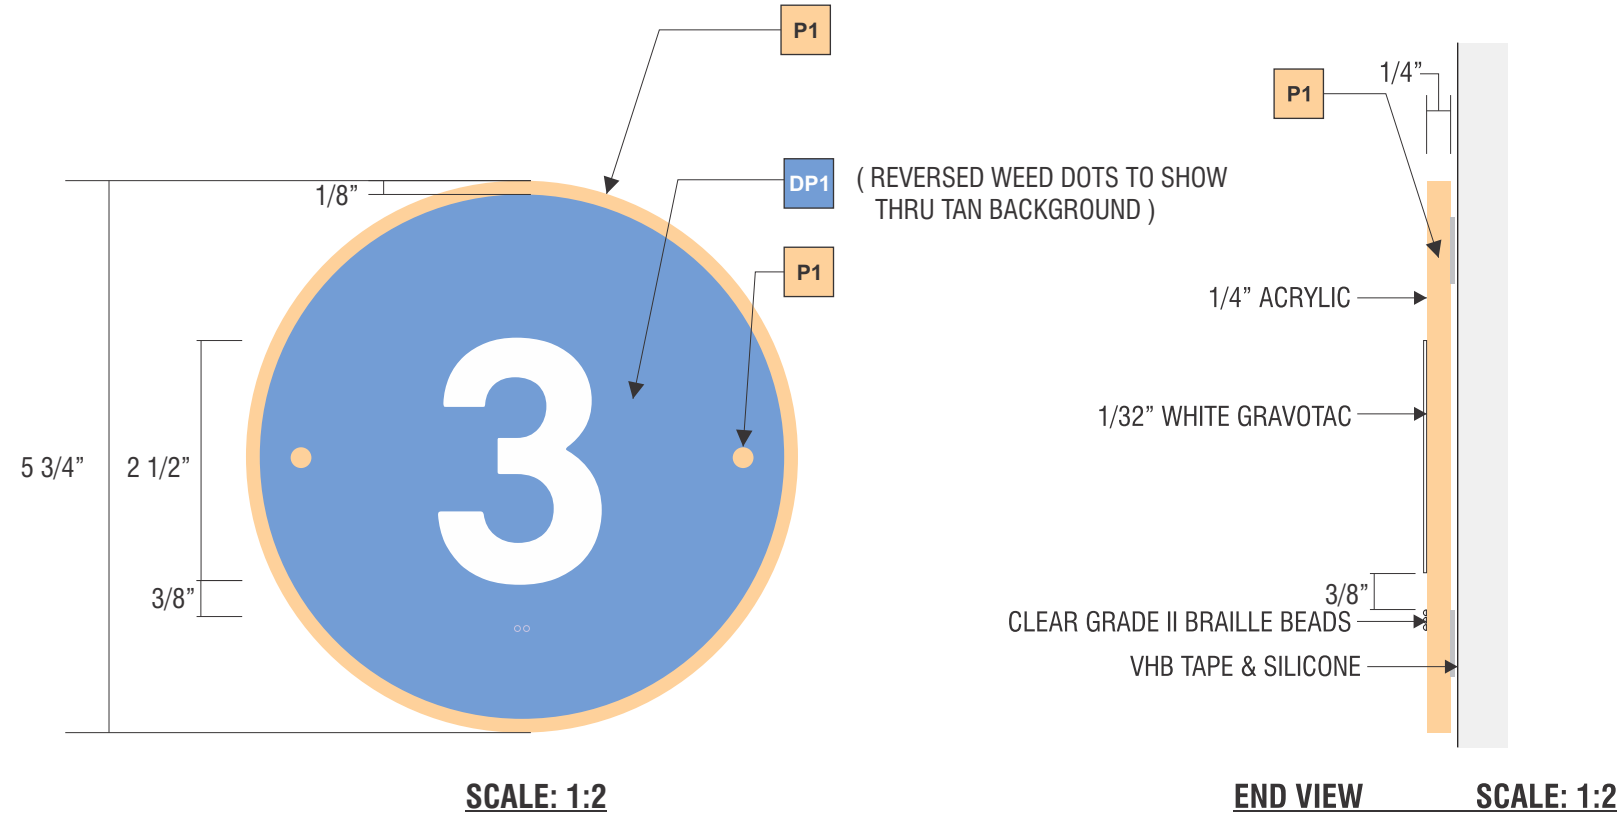 P1
1/8”
DP1
( REVERSED WEED DOTS TO SHOW
THRU TAN BACKGROUND )
P1
5 3/4”
2 1/2”
3/8”
3
SCALE: 1:2
1/4”
P1
1/4” ACRYLIC
1/32” WHITE GRAVOTAC
3/8”
CLEAR GRADE II BRAILLE BEADS
VHB TAPE & SILICONE
END VIEW SCALE: 1:2